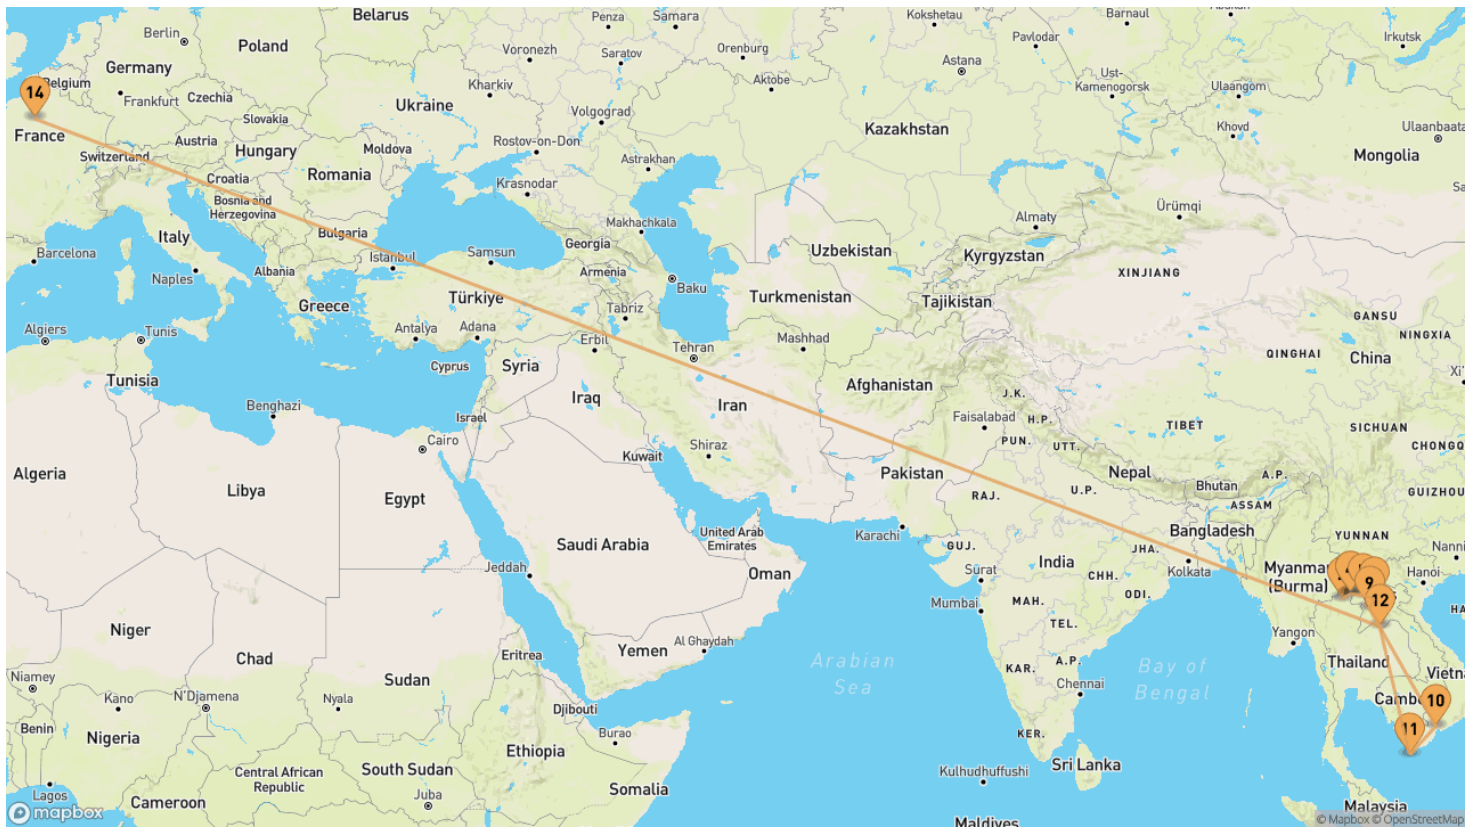 Belarus
Penza
Samara
Kokshetau
Barnaul
Irkutsk
Berlin
Poland
Voronezh
Saratov
Orenburg
Pavlodar
Astana
Germany
Belgium
14
Frankfurt
Czechia
Kharkiv
Aktobe
Ust-
Kamenogorsk
Ulaangom
Ukraine
Volgograd
Slovakia
France
Austria
Hungary
Moldova
Rostov-on-Don
Kazakhstan
Khovd
Ulaanbaata
Mongolia
Switzerland
Croatia
Romania
Astrakhan
Krasnodar
Bosnia and
Herzegovina
Makhachkala
Almaty
Ürümqi
Italy
Bulgaria
Georgia
Uzbekistan
Kyrgyzstan
Barcelona
Istanbul
Samsun
Naples
Albania
Armenia
Baku
Turkmenistan
Tajikistan
XINJIANG
Greece
Türkiye
Tabriz
GANSU
NINGXIA
Algiers
Tunis
Antalya
Adana
Erbil
Tehran
Mashhad
QINGHAI
China
Xi'
Tunisia
Cyprus
Syria
Afghanistan
Iraq
Iran
J.K.
Benghazi
Israel
Faisalabad
H.P.
TIBET
SICHUAN
Cairo
Shiraz
PUN.
UTT.
CHONGQ
Algeria
Kuwait
Pakistan
Nepal
Bhutan
A.P.
Libya
Egypt
RAJ.
U.P.
ASSAM
GUIZHOU
Saudi Arabia
United Arab
Emirates
Karachi
Bangladesh
YUNNAN
GUJ.
India
JHA.
Nanni
Jeddah
Oman
Surat
CHH.
Kolkata
Myanmar
(Burma)
9
Hanoi
Mumbai
MAH.
ODI.
12
HA
Niger
TEL.
Yangon
Chad
Yemen
Al Ghaydah
Arabian
Sea
KAR.
A.P.
Bay of
Bengal
Thailand
Vietna
Niamey
Kano
N'Djamena
Nyala
Sudan
Eritrea
Chennai
Camb
10
Benin
Nigeria
Djibouti
Burao
KER.
11
Ethiopia
Central African
Republic
South Sudan
Kulhudhuffushi
Sri Lanka
Lagos
Cameroon
Juba
Somalia
Malaysia
mapbox
Maldives
© Mapbox © OpenStreetMap